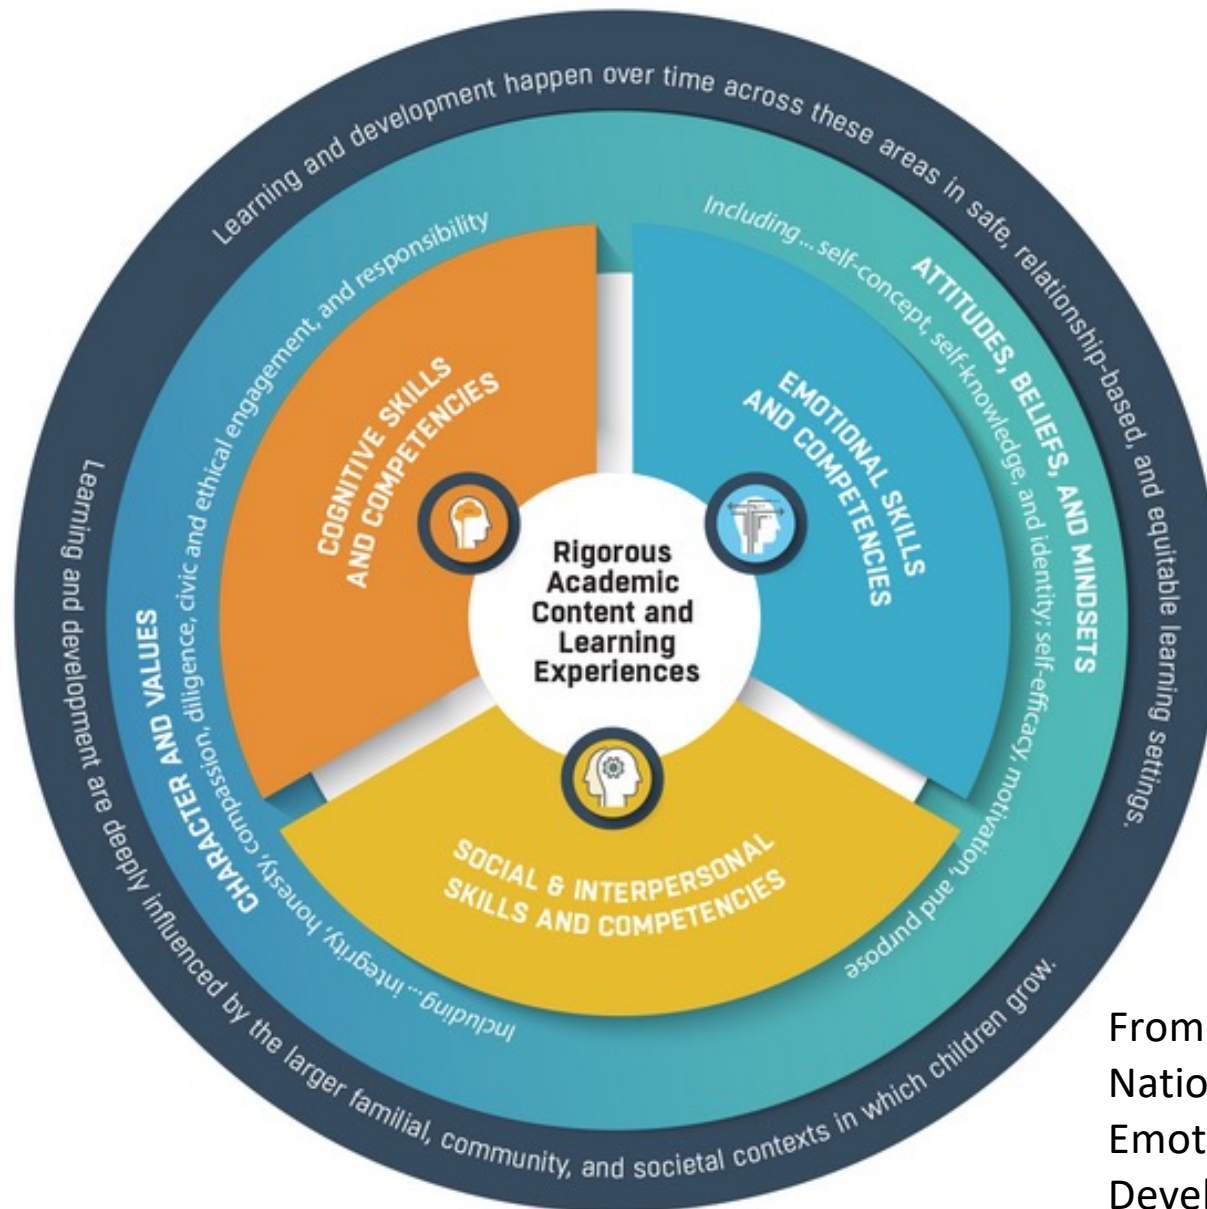 Learning and development happen over time across these areas in safe, relationship-based, and equitable learning settings.
Including... self-concept, self-knowledge, and identity; self-efficacy, motivation, and purpose
ATTITUDES, BELIEFS, AND MINDSETS
Including... integrity, honesty, compassion, diligence, civic and ethical engagement, and responsibility
CHARACTER AND VALUES
COGNITIVE SKILLS
AND COMPETENCIES
EMOTIONAL SKILLS
AND COMPETENCIES
Rigorous
Academic
Content and
Learning
Experiences
SOCIAL & INTERPERSONAL
SKILLS AND COMPETENCIES
Learning and development are deeply influenced by the larger familial, community, and societal contexts in which children grow.
From
Natio
Emot
Devel